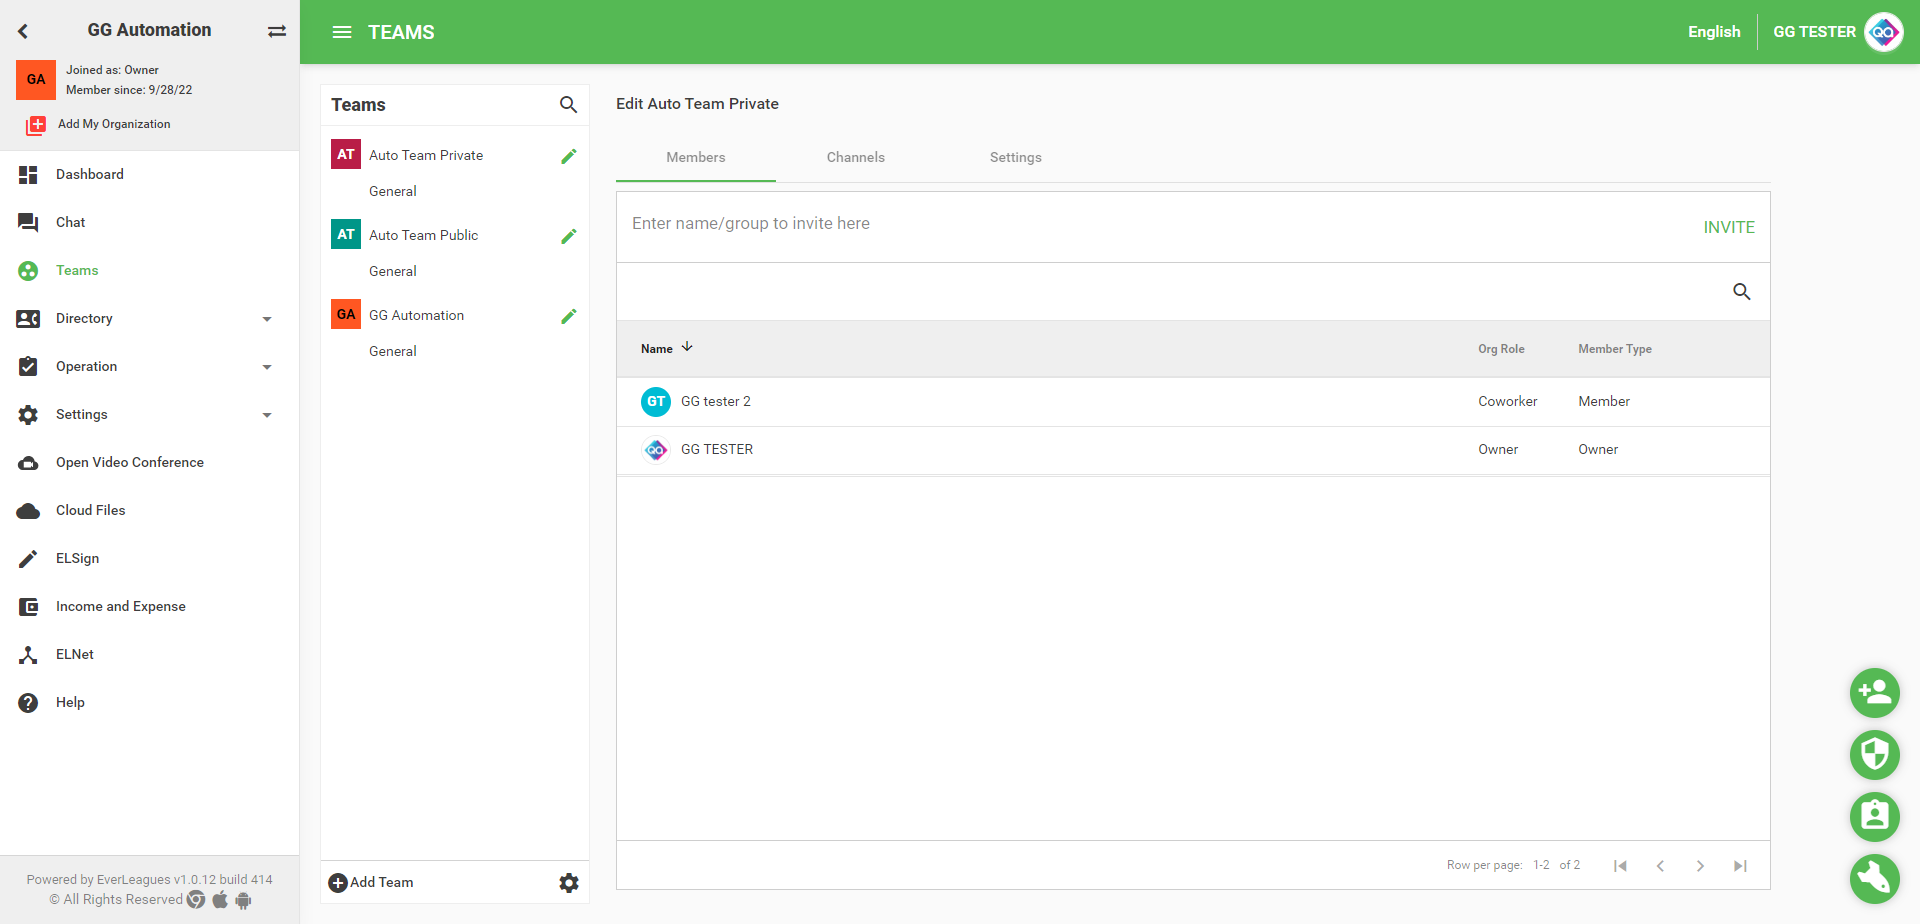 GG Automation
GA
Joined as: Owner
Member since: 9/28/22
Add My Organization
Dashboard
Chat
Teams
Directory
Operation
Settings
Open Video Conference
Cloud Files
ELSign
Income and Expense
ELNet
Help
Powered by EverLeagues v1.0.12 build 414
© All Rights Reserved
TEAMS
English
GG TESTER
QA
Teams
AT Auto Team Private
General
AT Auto Team Public
General
GA GG Automation
General
Add Team
Edit Auto Team Private
Members Channels Settings
Enter name/group to invite here
INVITE
Name Org Role Member Type
GT GG tester 2 Coworker Member
QA GG TESTER Owner Owner
Row per page: 1-2 of 2